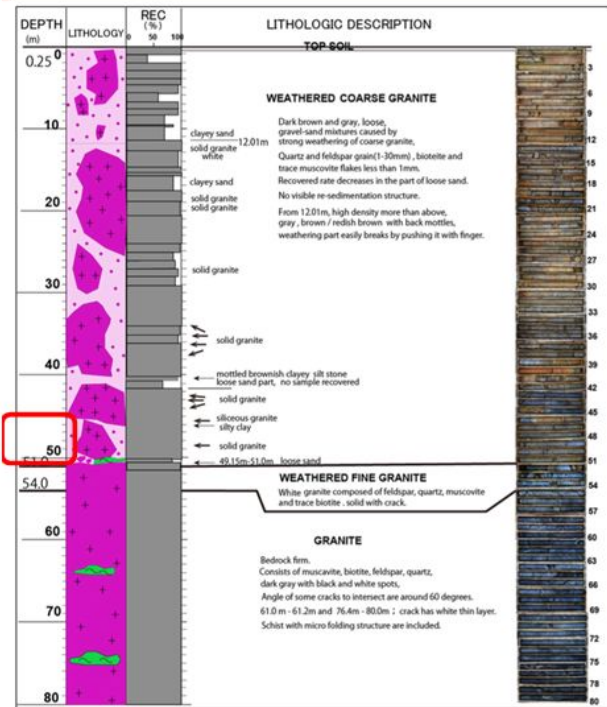 DEPTH
(m)
LITHOLOGY
REC
(%)
0 50 100
LITHOLOGIC DESCRIPTION
TOP SOIL
0
0.25
10
20
30
40
50
51.0
54.0
60
70
80
clayey sand
12.01m
solid granite
white
clayey sand
solid granite
solid granite
solid granite
solid granite
mottled brownish clayey silt stone
loose sand part, no sample recovered
solid granite
siliceous granite
silty clay
solid granite
49.15m-51.0m loose sand
WEATHERED COARSE GRANITE
Dark brown and gray, loose,
gravel-sand mixtures caused by
strong weathering of coarse granite,
Quartz and feldspar grain(1-30mm) , bioteite and
trace muscovite flakes less than 1mm.
Recovered rate decreases in the part of loose sand.
No visible re-sedimentation structure.
From 12.01m, high density more than above,
gray , brown / redish brown with back mottles,
weathering part easily breaks by pushing it with finger.
WEATHERED FINE GRANITE
White granite composed of feldspar, quartz, muscovite
and trace biotite . solid with crack.
GRANITE
Bedrock firm.
Consists of muscavite, biotite, feldspar, quartz,
dark gray with black and white spots,
Angle of some cracks to intersect are around 60 degrees.
61.0 m - 61.2m and 76.4m - 80.0m ; crack has white thin layer.
Schist with micro folding structure are included.
3
6
9
12
15
18
21
24
27
30
33
36
39
42
45
48
51
54
57
60
63
66
69
72
75
78
80